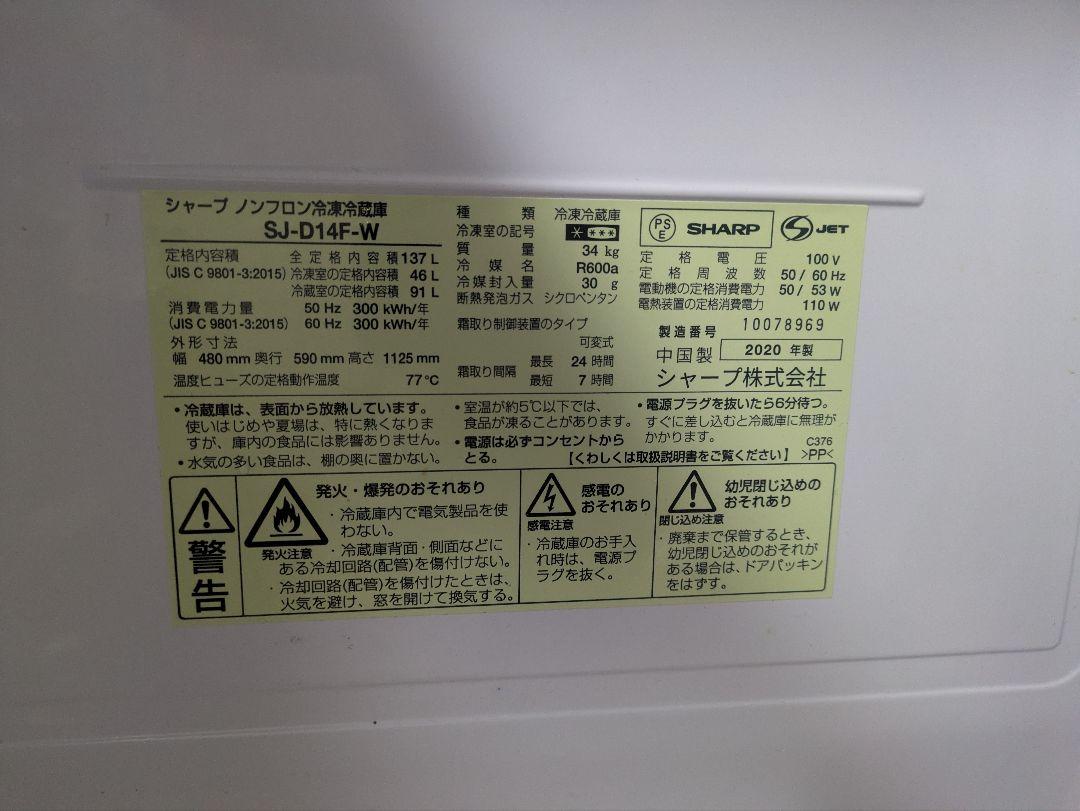 シャープ ノンフロン冷凍冷蔵庫
SJ-D14F-W
定格内容積 全定格内容積 137 L
(JIS C 9801-3:2015) 冷凍室の定格内容積 46 L
冷蔵室の定格内容積 91 L
消費電力量 50 Hz 300 kWh/年
(JIS C 9801-3:2015) 60 Hz 300 kWh/年
外形寸法
幅 480 mm 奥行 590 mm 高さ 1125 mm
温度ヒューズの定格動作温度 77℃
種類 冷凍冷蔵庫
冷凍室の記号 ****
質量 34 kg
冷媒名 R600a
冷媒封入量 30 g
断熱発泡ガス シクロペンタン
霜取り制御装置のタイプ
可変式
霜取り間隔 最長 24 時間
最短 7 時間
PS E SHARP S JET
定格電圧 100 V
定格周波数 50 / 60 Hz
電動機の定格消費電力 50 / 53 W
電熱装置の定格消費電力 110 W
製造番号 10078969
中国製 2020 年製
シャープ株式会社
・冷蔵庫は、表面から放熱しています。
使いはじめや夏場は、特に熱くなりま
すが、庫内の食品には影響ありません。
・水気の多い食品は、棚の奥に置かない。
・室温が約5℃以下では、
食品が凍ることがあります。
・電源は必ずコンセントから
とる。
・電源プラグを抜いたら6分待つ。
すぐに差し込むと冷蔵庫に無理が
かかります。 C376
【くわしくは取扱説明書をご覧ください】 >PP<
警告
発火注意
発火・爆発のおそれあり
・冷蔵庫内で電気製品を使
わない。
・冷蔵庫背面・側面などに
ある冷却回路(配管)を傷付けない。
・冷却回路(配管)を傷付けたときは、
火気を避け、窓を開けて換気する。
感電の
おそれあり
感電注意
・冷蔵庫のお手入
れ時は、電源プ
ラグを抜く。
幼児閉じ込めの
おそれあり
閉じ込め注意
・廃棄まで保管するとき、
幼児閉じ込めのおそれが
ある場合は、ドアパッキン
をはずす。